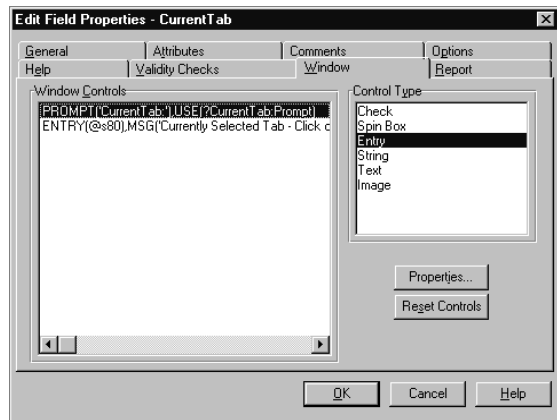 Edit Field Properties - CurrentTab
General Attributes Comments Options
Help Validity Checks Window Report
Window Controls
PROMPT('CurrentTab:'),USE(?CurrentTab:Prompt)
ENTRY(@s80),MSG('Currently Selected Tab - Click
Control Type
Check
Spin Box
Entry
String
Text
Image
Properties...
Reset Controls
OK Cancel Help